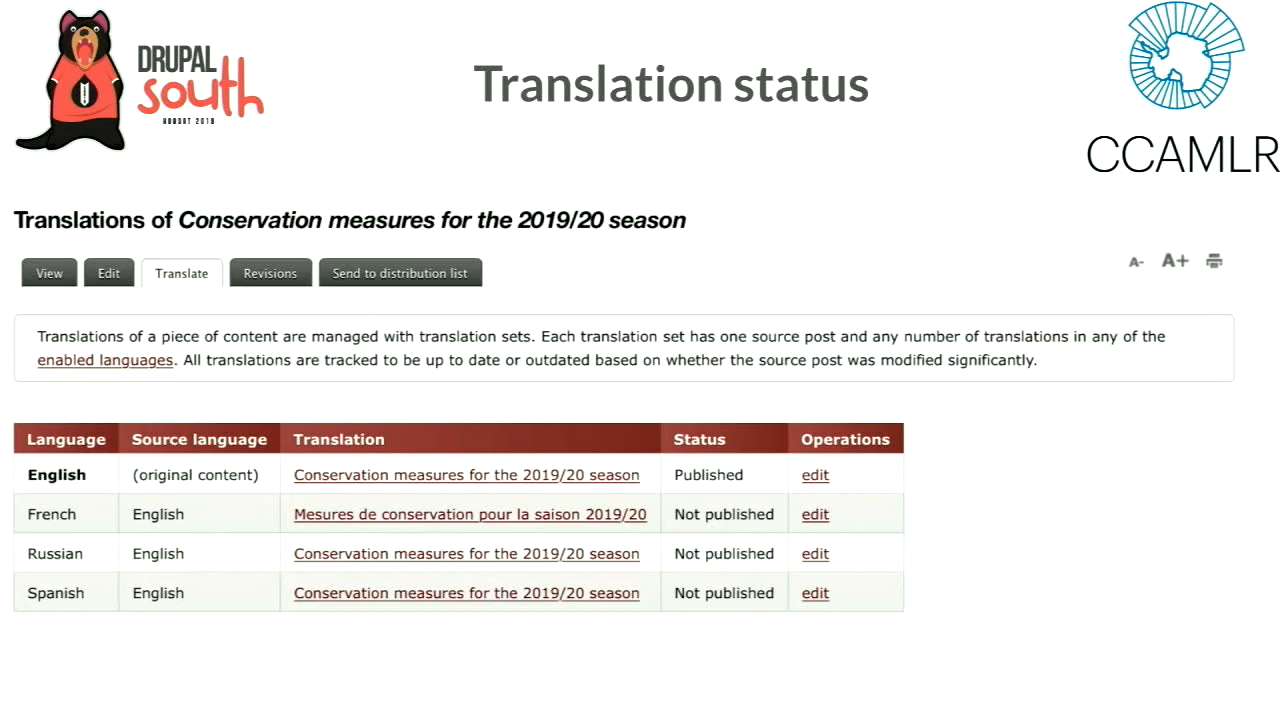 DRUPAL
south
HOBART 2019
Translation status
CCAMLR
Translations of Conservation measures for the 2019/20 season
View
Edit
Translate
Revisions
Send to distribution list
A-
A+
Translations of a piece of content are managed with translation sets. Each translation set has one source post and any number of translations in any of the
enabled languages. All translations are tracked to be up to date or outdated based on whether the source post was modified significantly.
Language Source language Translation Status Operations
English (original content) Conservation measures for the 2019/20 season Published edit
French English Mesures de conservation pour la saison 2019/20 Not published edit
Russian English Conservation measures for the 2019/20 season Not published edit
Spanish English Conservation measures for the 2019/20 season Not published edit